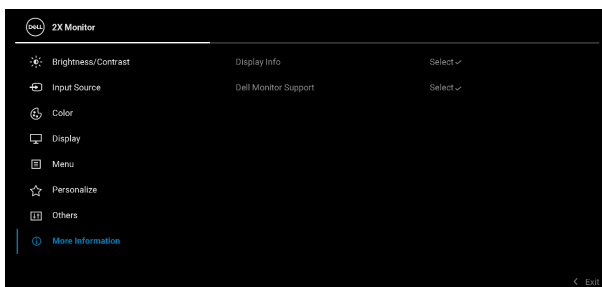 DELL 2X Monitor
Brightness/Contrast Display Info Select
Input Source Dell Monitor Support Select
Color
Display
Menu
Personalize
Others
More Information
Exit